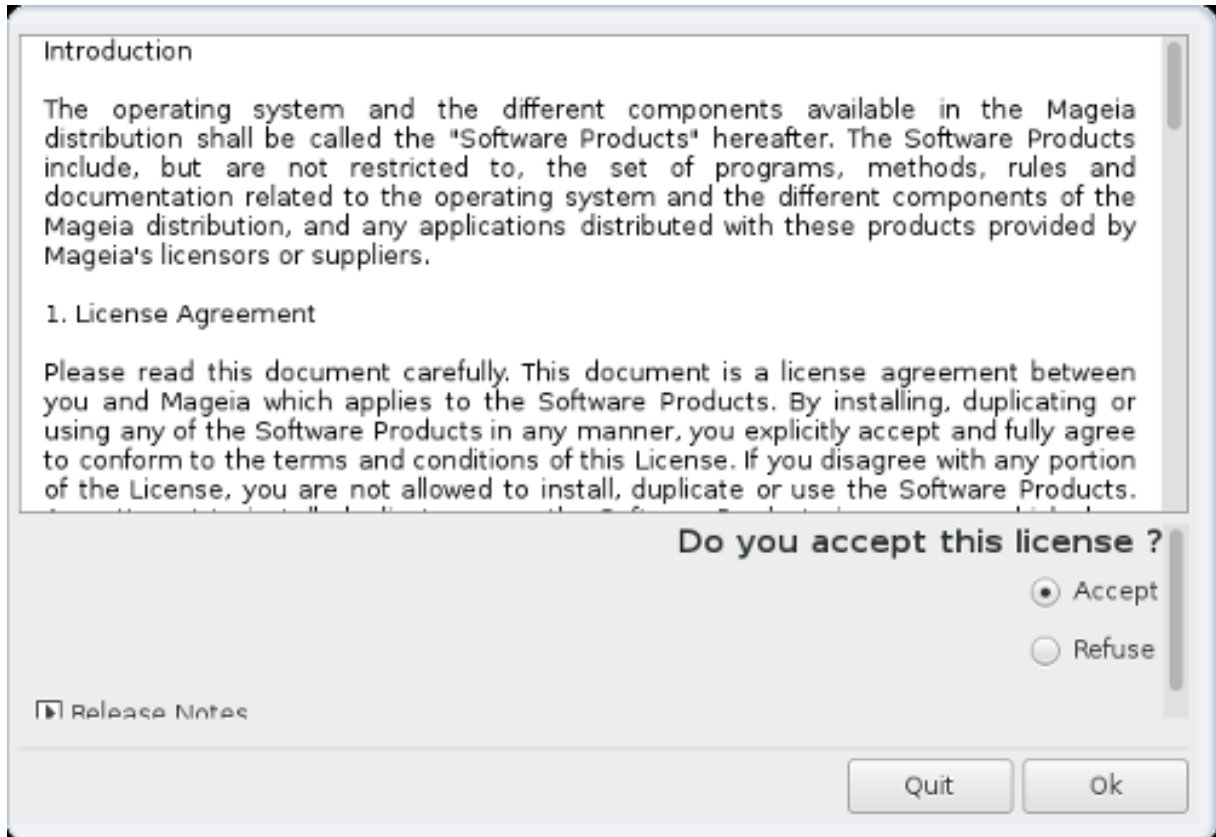 Introduction
The operating system and the different components available in the Mageia
distribution shall be called the "Software Products" hereafter. The Software Products
include, but are not restricted to, the set of programs, methods, rules and
documentation related to the operating system and the different components of the
Mageia distribution, and any applications distributed with these products provided by
Mageia's licensors or suppliers.
1. License Agreement
Please read this document carefully. This document is a license agreement between
you and Mageia which applies to the Software Products. By installing, duplicating or
using any of the Software Products in any manner, you explicitly accept and fully agree
to conform to the terms and conditions of this License. If you disagree with any portion
of the License, you are not allowed to install, duplicate or use the Software Products.
Do you accept this license ?
Accept
Refuse
Release Notes
Quit
Ok